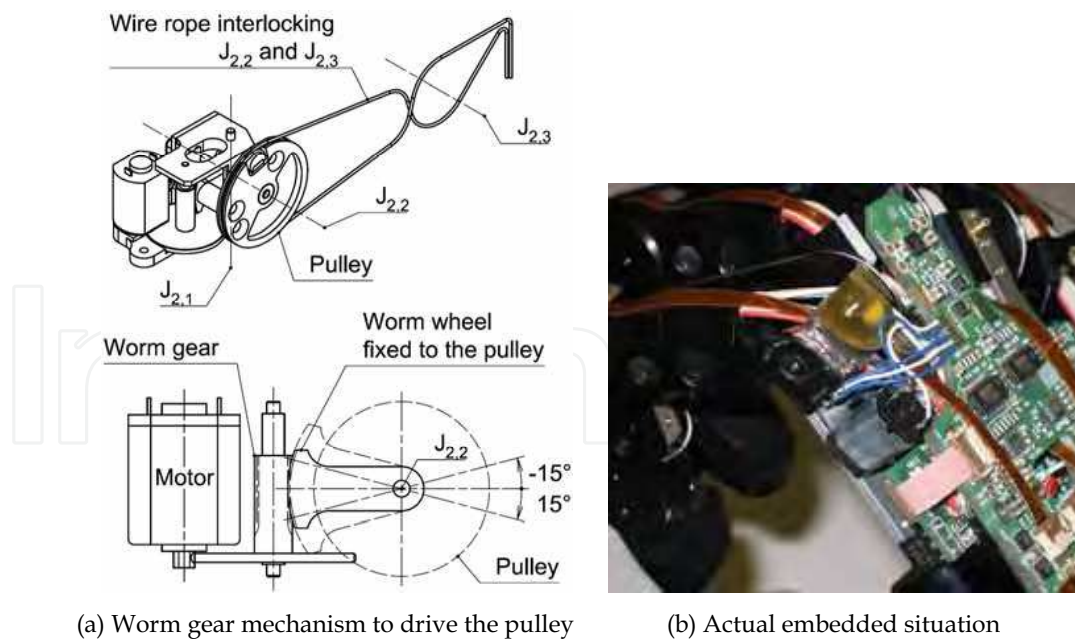 Wire rope interlocking
J2,2 and J2,3
J2,3
J2,2
Pulley
J2,1
Worm gear
Worm wheel
fixed to the pulley
J2,2
Motor
-15°
15°
Pulley
(a) Worm gear mechanism to drive the pulley
(b) Actual embedded situation